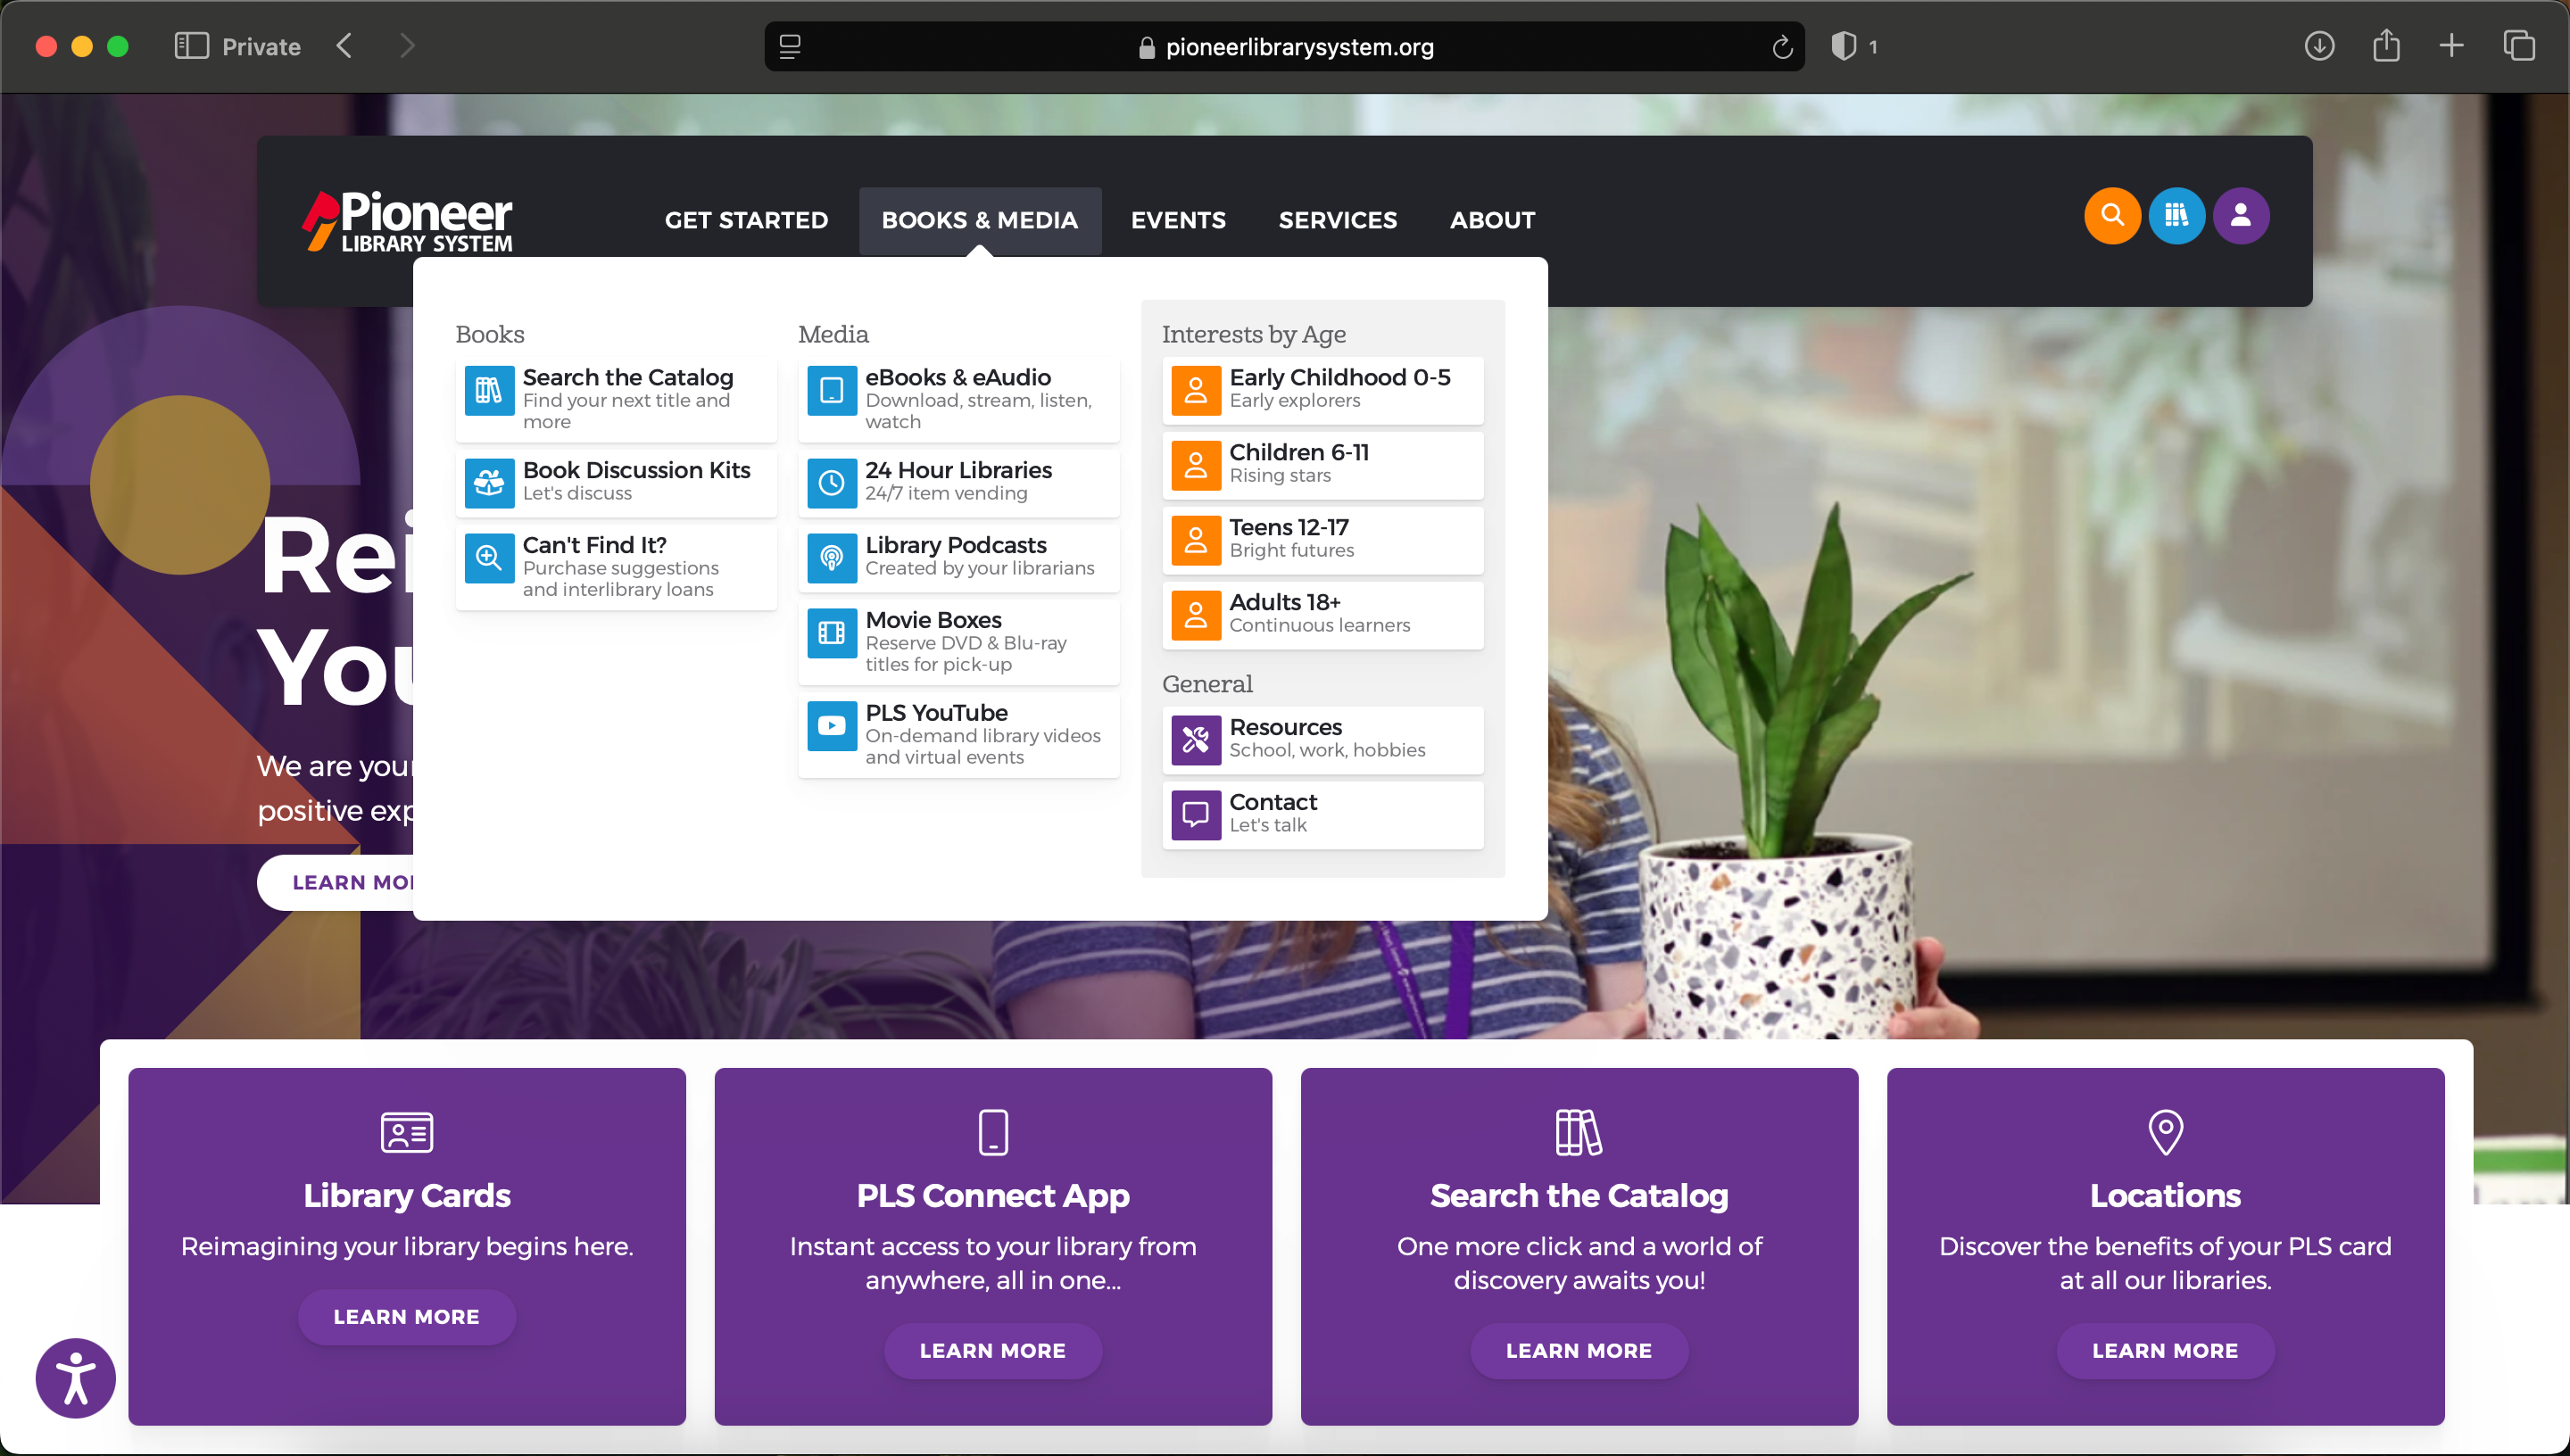 Private
pioneerlibrarysystem.org
1
Pioneer
LIBRARY SYSTEM
GET STARTED
BOOKS & MEDIA
EVENTS
SERVICES
ABOUT
Books
Search the Catalog
Find your next title and
more
Book Discussion Kits
Let's discuss
Can't Find It?
Purchase suggestions
and interlibrary loans
Media
eBooks & eAudio
Download, stream, listen,
watch
24 Hour Libraries
24/7 item vending
Library Podcasts
Created by your librarians
Movie Boxes
Reserve DVD & Blu-ray
titles for pick-up
PLS YouTube
On-demand library videos
and virtual events
Interests by Age
Early Childhood 0-5
Early explorers
Children 6-11
Rising stars
Teens 12-17
Bright futures
Adults 18+
Continuous learners
General
Resources
School, work, hobbies
Contact
Let's talk
We are
positive
LEARN
Library Cards
Reimagining your library begins here.
LEARN MORE
PLS Connect App
Instant access to your library from
anywhere, all in one...
LEARN MORE
Search the Catalog
One more click and a world of
discovery awaits you!
LEARN MORE
Locations
Discover the benefits of your PLS card
at all our libraries.
LEARN MORE